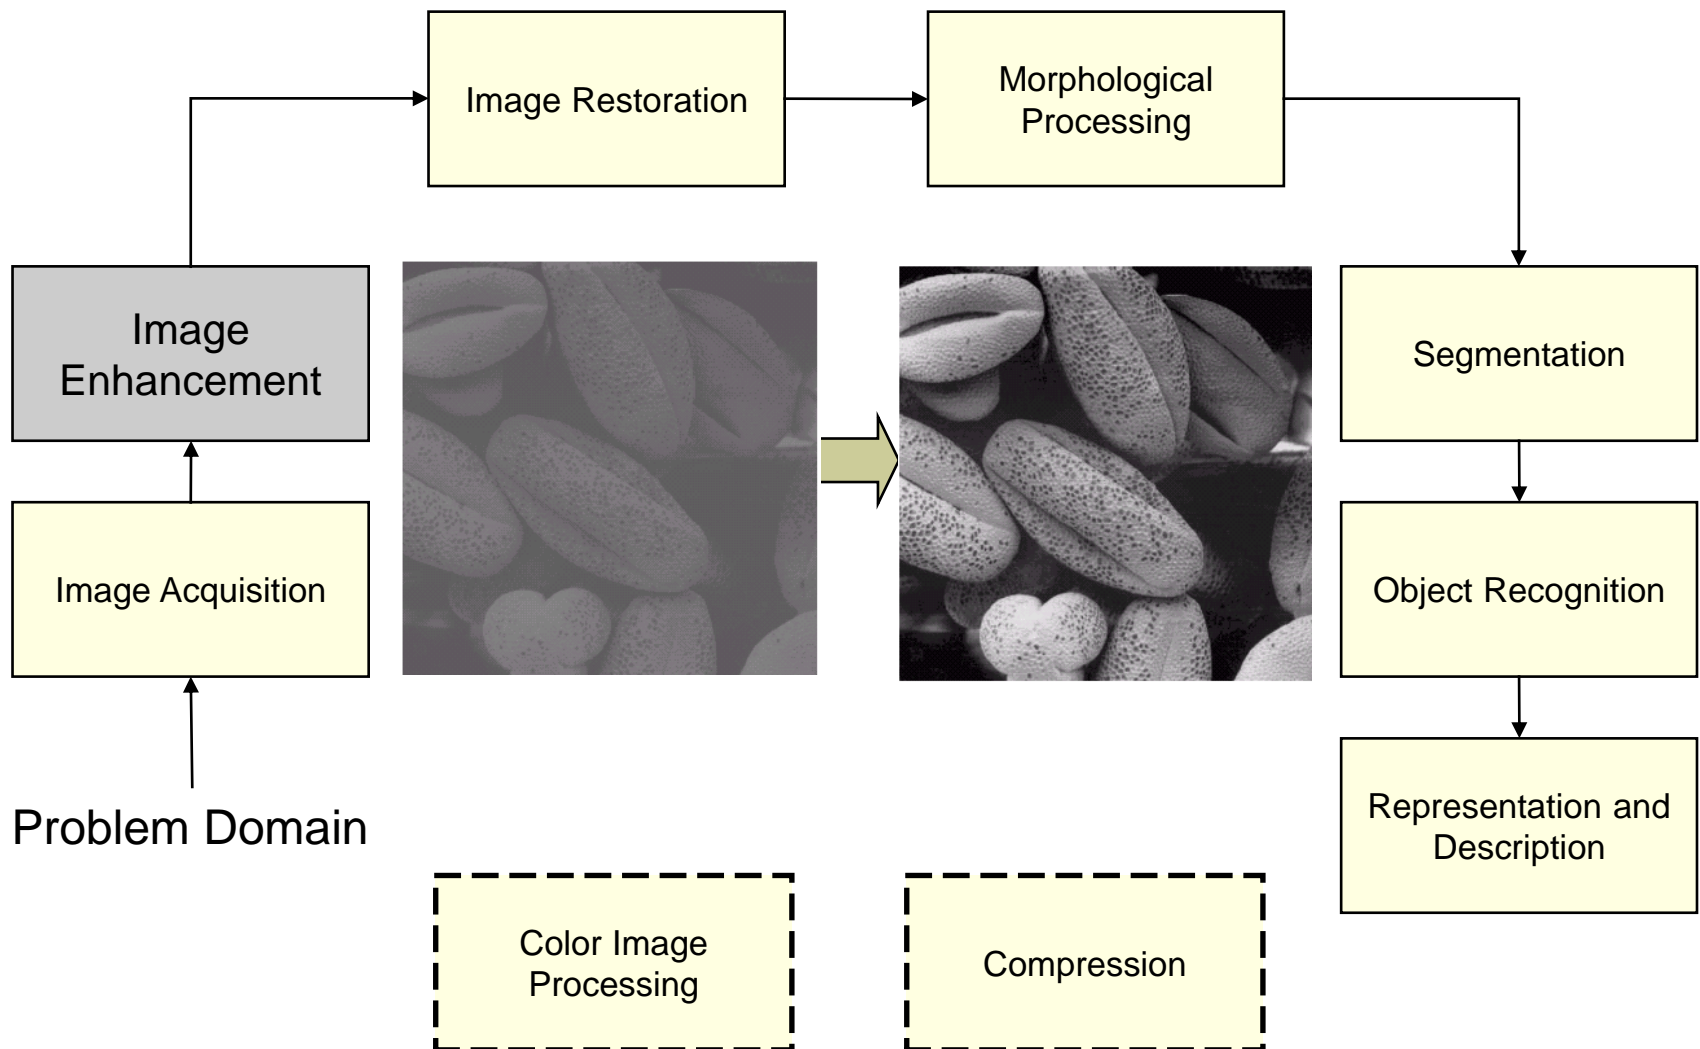 Image Restoration
Morphological
Processing
Image
Enhancement
Segmentation
Image Acquisition
Object Recognition
Problem Domain
Representation and
Description
Color Image
Processing
Compression